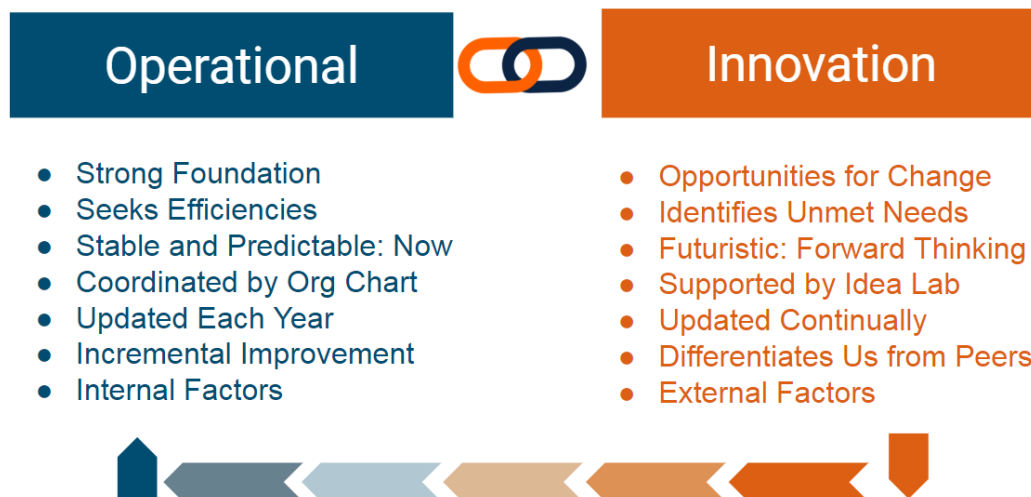 Operational
Innovation
● Strong Foundation
● Seeks Efficiencies
● Stable and Predictable: Now
● Coordinated by Org Chart
● Updated Each Year
● Incremental Improvement
● Internal Factors
● Opportunities for Change
● Identifies Unmet Needs
● Futuristic: Forward Thinking
● Supported by Idea Lab
● Updated Continually
● Differentiates Us from Peers
● External Factors